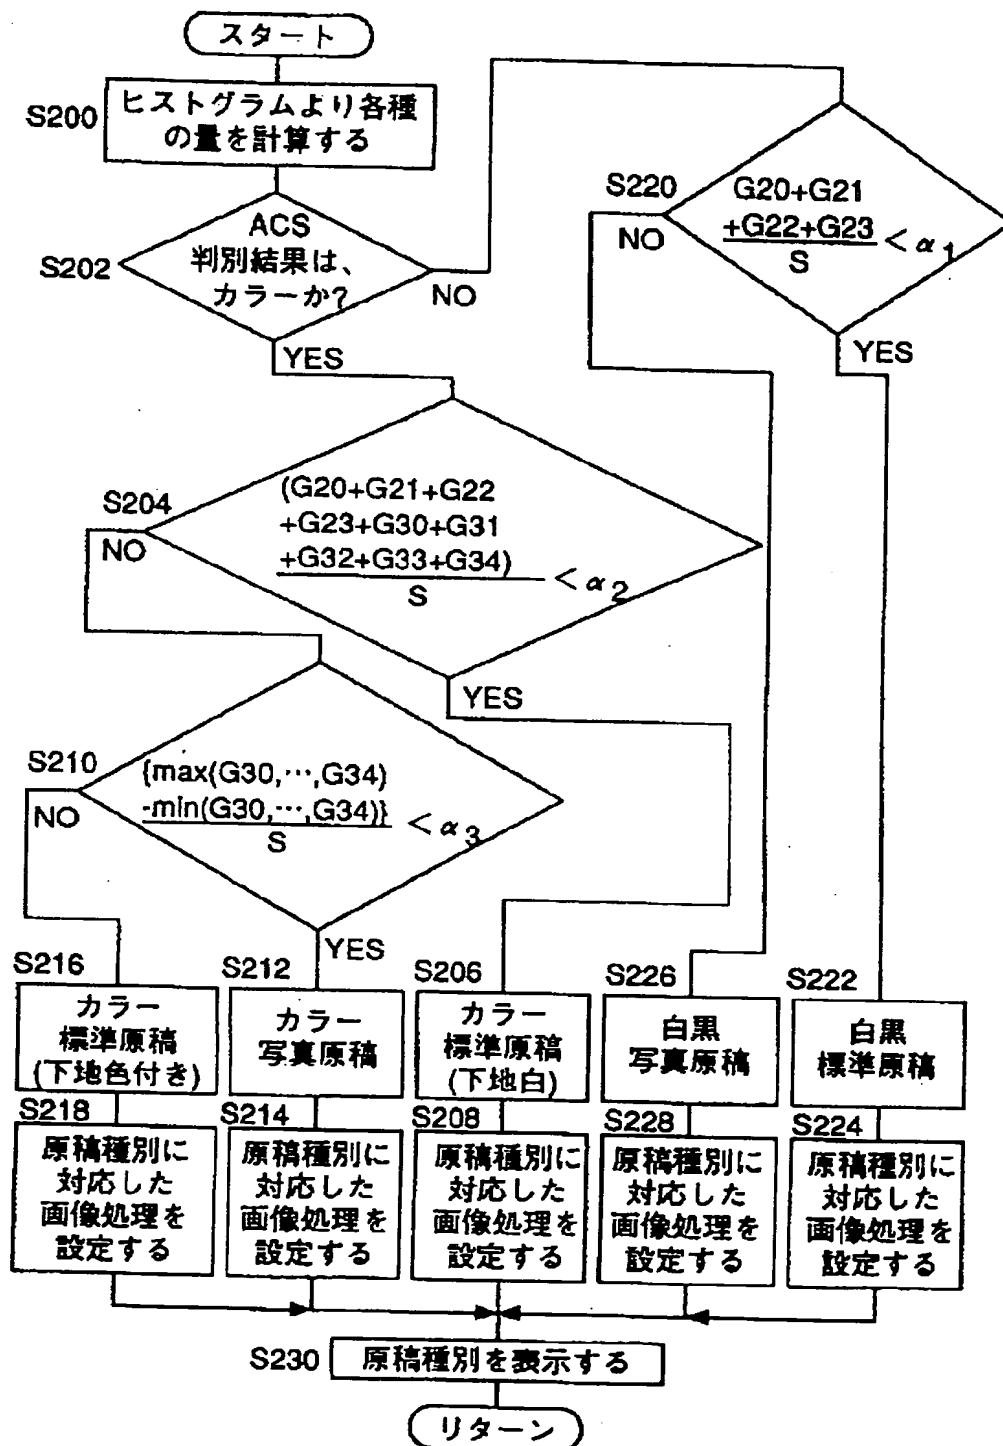 スタート
S200
ヒストグラムより各種
の量を計算する
S202
ACS
判別結果は、
カラーか?
NO
YES
S220
G20+G21
+G22+G23
S
< α1
NO
YES
S204
(G20+G21+G22
+G23+G30+G31
+G32+G33+G34)
S
< α2
NO
YES
S210
{max(G30,…,G34)
-min(G30,…,G34)}
S
< α3
NO
YES
S216
カラー
標準原稿
(下地色付き)
S212
カラー
写真原稿
S206
カラー
標準原稿
(下地白)
S226
白黒
写真原稿
S222
白黒
標準原稿
S218
原稿種別に
対応した
画像処理を
設定する
S214
原稿種別に
対応した
画像処理を
設定する
S208
原稿種別に
対応した
画像処理を
設定する
S228
原稿種別に
対応した
画像処理を
設定する
S224
原稿種別に
対応した
画像処理を
設定する
S230
原稿種別を表示する
リターン